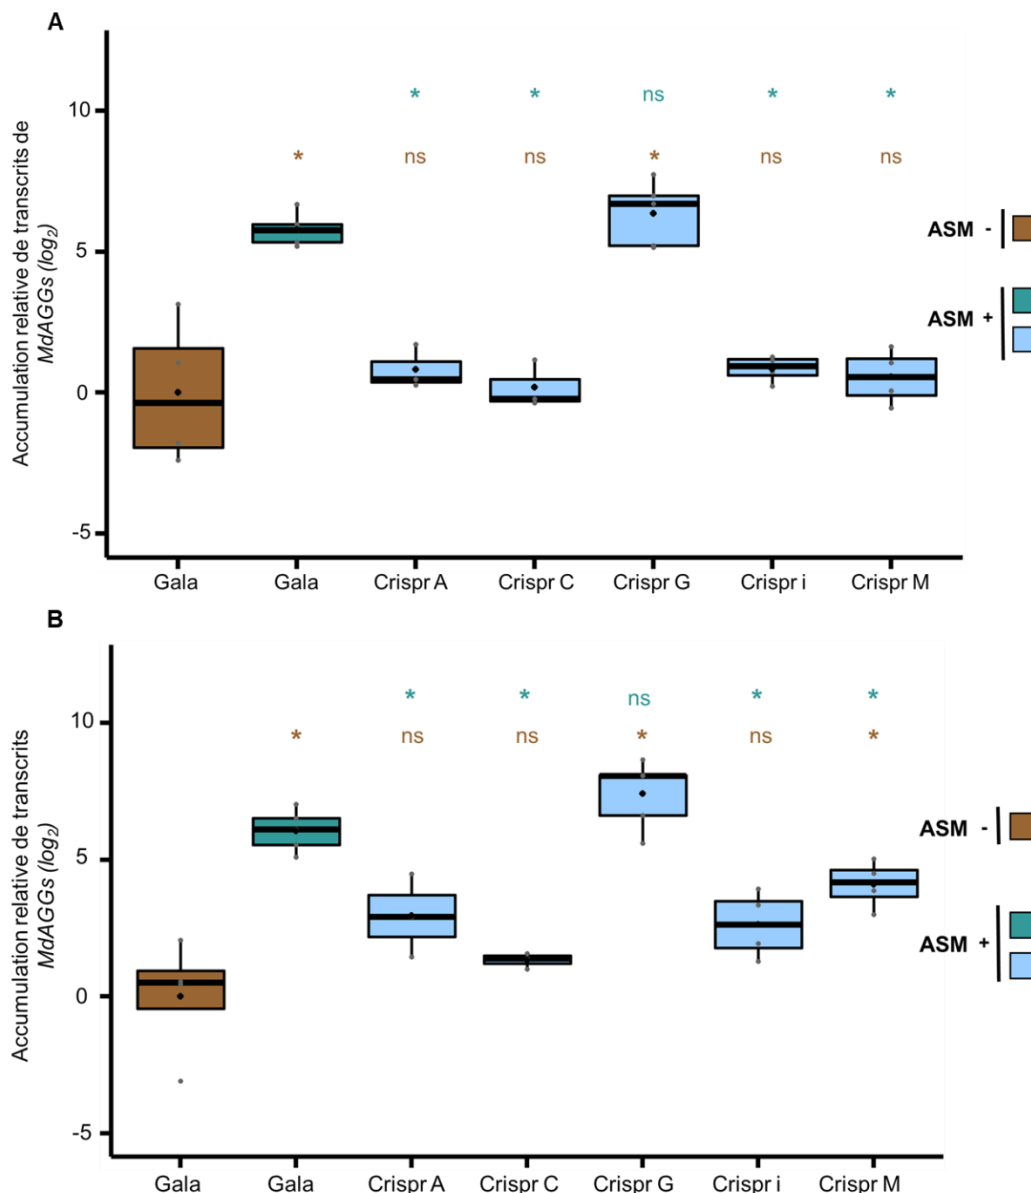 A
Accumulation relative de transcrits de
MdAGGs (log2)
10
5
0
-5
* * ns * *
* ns ns * ns ns
ASM -
ASM +
Gala Gala Crispr A Crispr C Crispr G Crispr i Crispr M
B
Accumulation relative de transcrits
MdAGGs (log2)
10
5
0
-5
* * ns * *
* ns ns * ns *
ASM -
ASM +
Gala Gala Crispr A Crispr C Crispr G Crispr i Crispr M